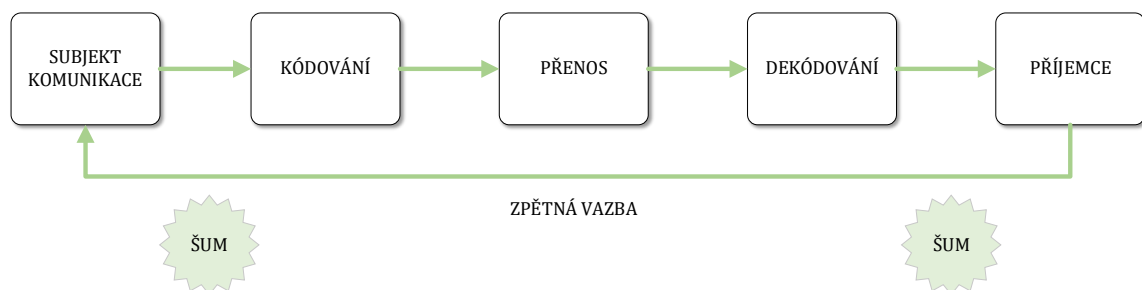 SUBJEKT
KOMUNIKACE
KÓDOVÁNÍ
PŘENOS
DEKÓDOVÁNÍ
PŘÍJEMCE
ZPĚTNÁ VAZBA
ŠUM
ŠUM